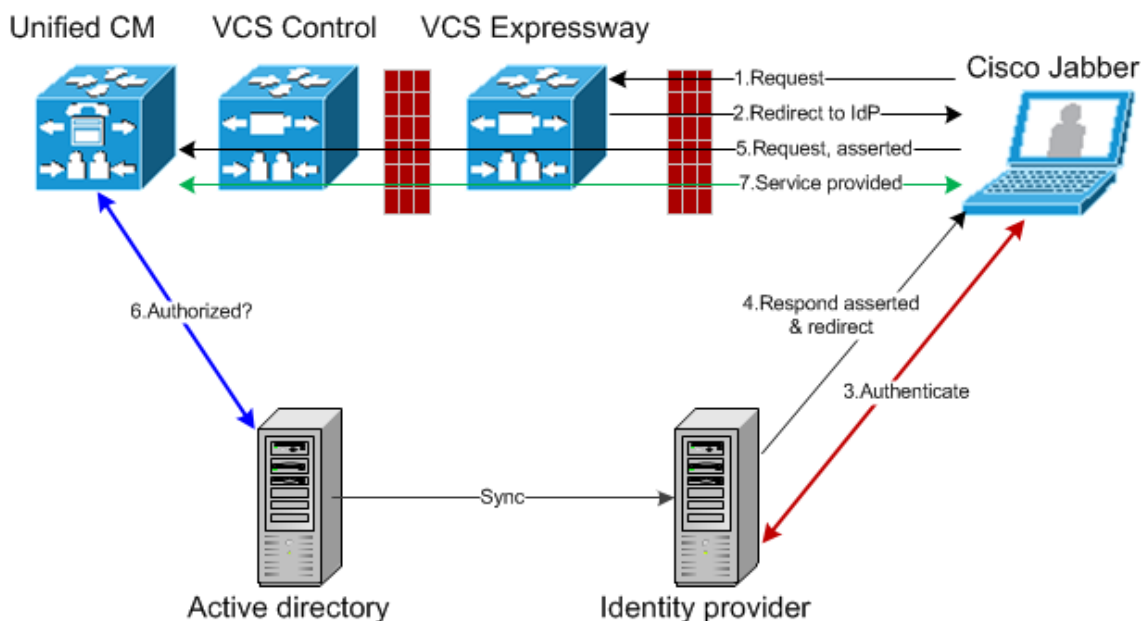 Unified CM
VCS Control
VCS Expressway
Cisco Jabber
1.Request
2.Redirect to IdP
5.Request, asserted
7.Service provided
6.Authorized?
4.Respond asserted
& redirect
3.Authenticate
Sync
Active directory
Identity provider